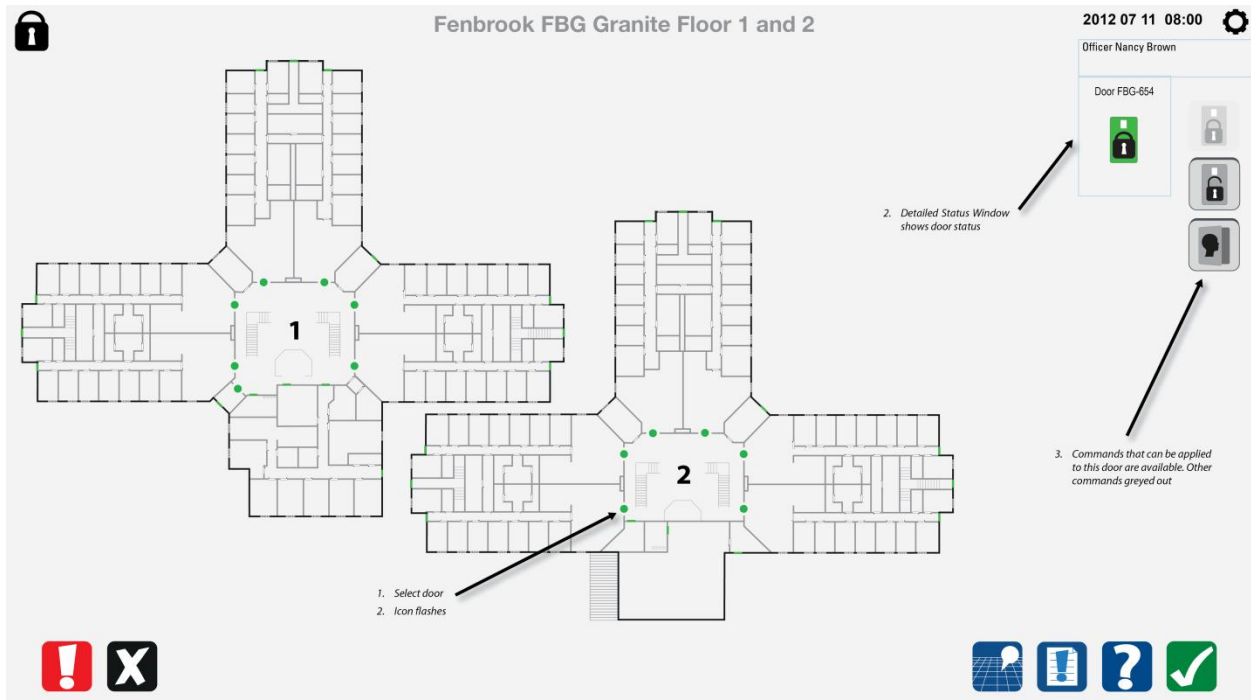 Fenbrook FBG Granite Floor 1 and 2
2012 07 11 08:00
Officer Nancy Brown
Door FBG-654
2. Detailed Status Window
shows door status
1
2
3. Commands that can be applied
to this door are available. Other
commands greyed out
1. Select door
2. Icon flashes